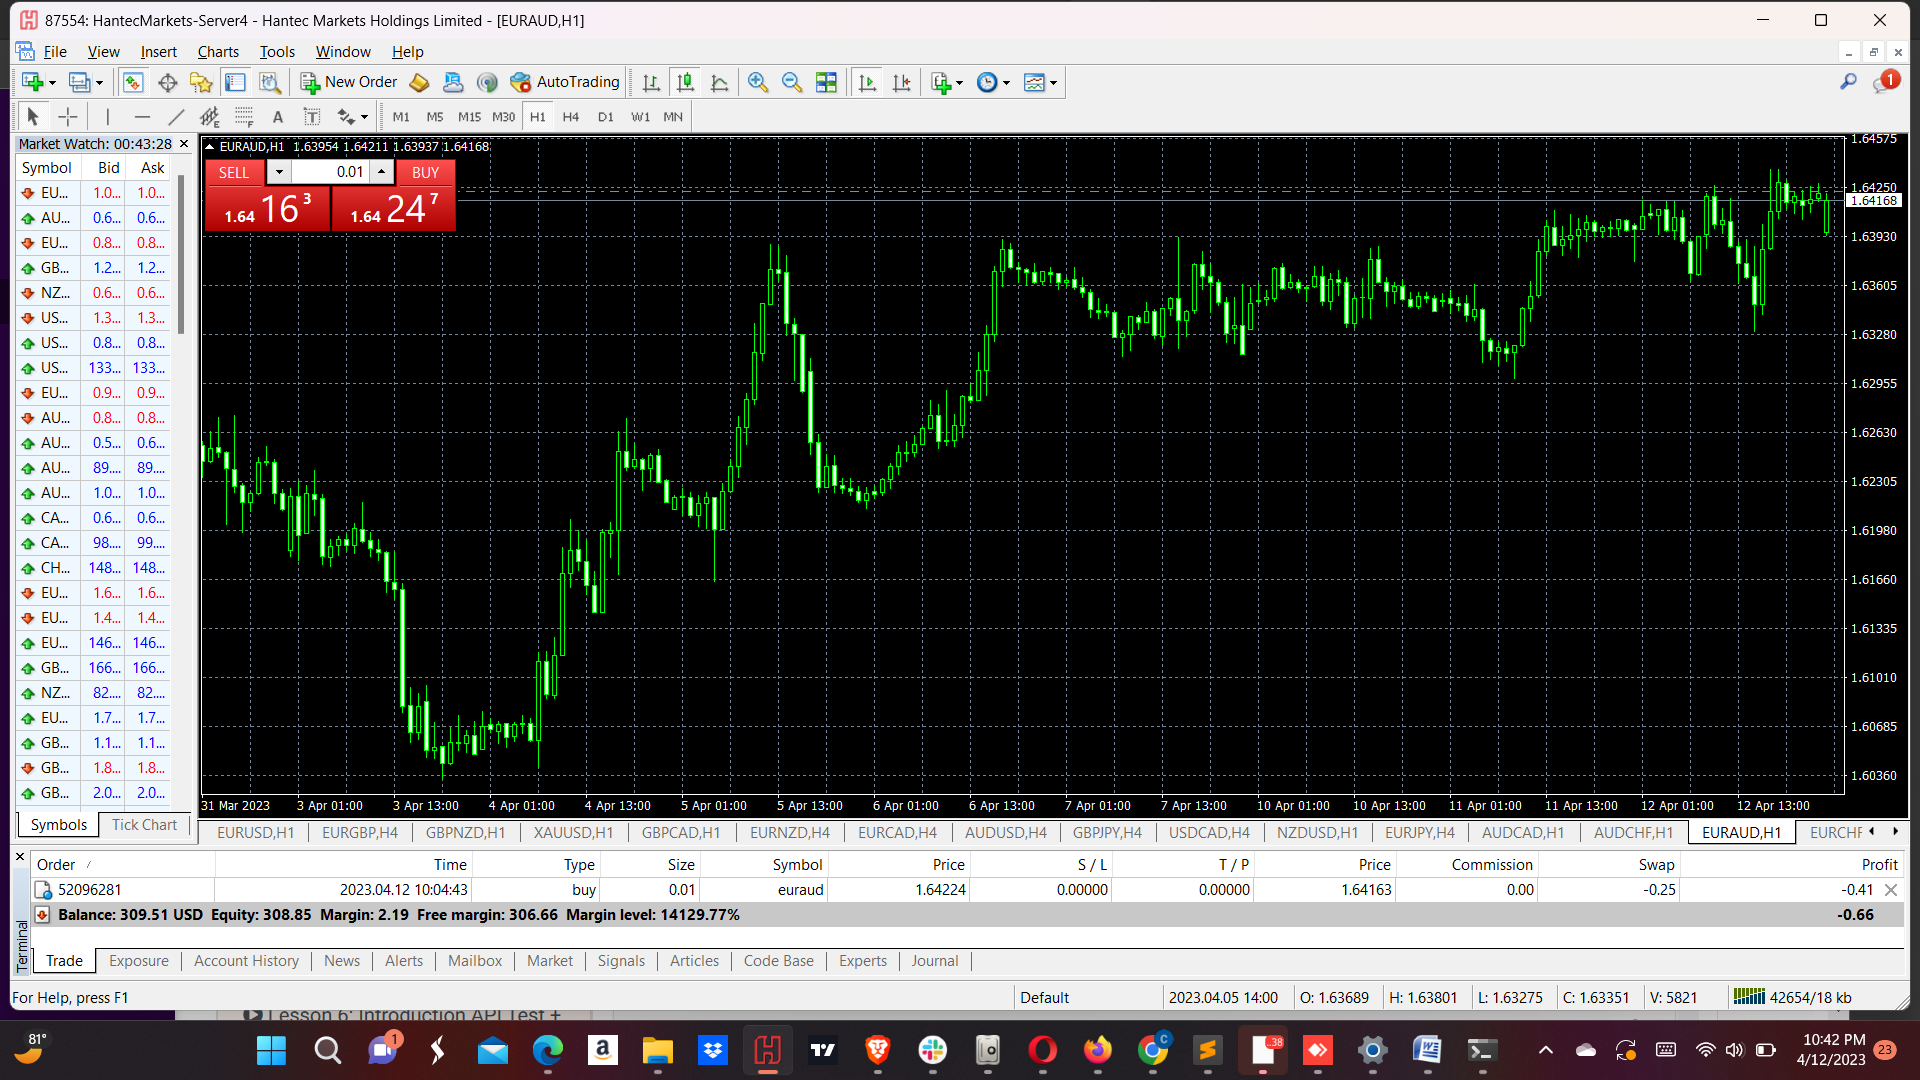 87554: HantecMarkets-Server4 - Hantec Markets Holdings Limited - [EURAUD,H1]
File View Insert Charts Tools Window Help
New Order AutoTrading 1
A T M1 M5 M15 M30 H1 H4 D1 W1 MN
Market Watch: 00:43:28
Symbol Bid Ask
EU... 1.0... 1.0...
AU... 0.6... 0.6...
EU... 0.8... 0.8...
GB... 1.2... 1.2...
NZ... 0.6... 0.6...
US... 1.3... 1.3...
US... 0.8... 0.8...
US... 133... 133...
EU... 0.9... 0.9...
AU... 0.8... 0.8...
AU... 0.5... 0.6...
AU... 89.... 89....
AU... 1.0... 1.0...
CA... 0.6... 0.6...
CA... 98.... 99....
CH... 148... 148...
EU... 1.6... 1.6...
EU... 1.4... 1.4...
EU... 146... 146...
GB... 166... 166...
NZ... 82.... 82....
EU... 1.7... 1.7...
GB... 1.1... 1.1...
GB... 1.8... 1.8...
GB... 2.0... 2.0...
Symbols Tick Chart
EURAUD,H1 1.63954 1.64211 1.63937 1.64168
SELL 0.01 BUY
1.64 16 3 1.64 24 7
1.64575
1.64250
1.64168
1.63930
1.63605
1.63280
1.62955
1.62630
1.62305
1.61980
1.61660
1.61335
1.61010
1.60685
1.60360
31 Mar 2023 3 Apr 01:00 3 Apr 13:00 4 Apr 01:00 4 Apr 13:00 5 Apr 01:00 5 Apr 13:00 6 Apr 01:00 6 Apr 13:00 7 Apr 01:00 7 Apr 13:00 10 Apr 01:00 10 Apr 13:00 11 Apr 01:00 11 Apr 13:00 12 Apr 01:00 12 Apr 13:00
EURUSD,H1 EURGBP,H4 GBPNZD,H1 XAUUSD,H1 GBPCAD,H1 EURNZD,H4 EURCAD,H4 AUDUSD,H4 GBPJPY,H4 USDCAD,H4 NZDUSD,H1 EURJPY,H4 AUDCAD,H1 AUDCHF,H1 EURAUD,H1 EURCHF
Order / Time Type Size Symbol Price S / L T / P Price Commission Swap Profit
52096281 2023.04.12 10:04:43 buy 0.01 euraud 1.64224 0.00000 0.00000 1.64163 0.00 -0.25 -0.41
Balance: 309.51 USD Equity: 308.85 Margin: 2.19 Free margin: 306.66 Margin level: 14129.77% -0.66
Terminal
Trade Exposure Account History News Alerts Mailbox Market Signals Articles Code Base Experts Journal
For Help, press F1 Default 2023.04.05 14:00 O: 1.63689 H: 1.63801 L: 1.63275 C: 1.63351 V: 5821 42654/18 kb
Lesson 6: Introduction API Test +
81° 1 a C ..38 10:42 PM
4/12/2023 23